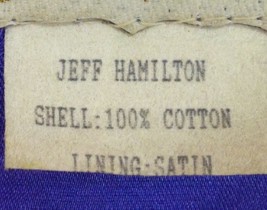 JEFF HAMILTON
SHELL:100% COTTON
LINING:SATIN